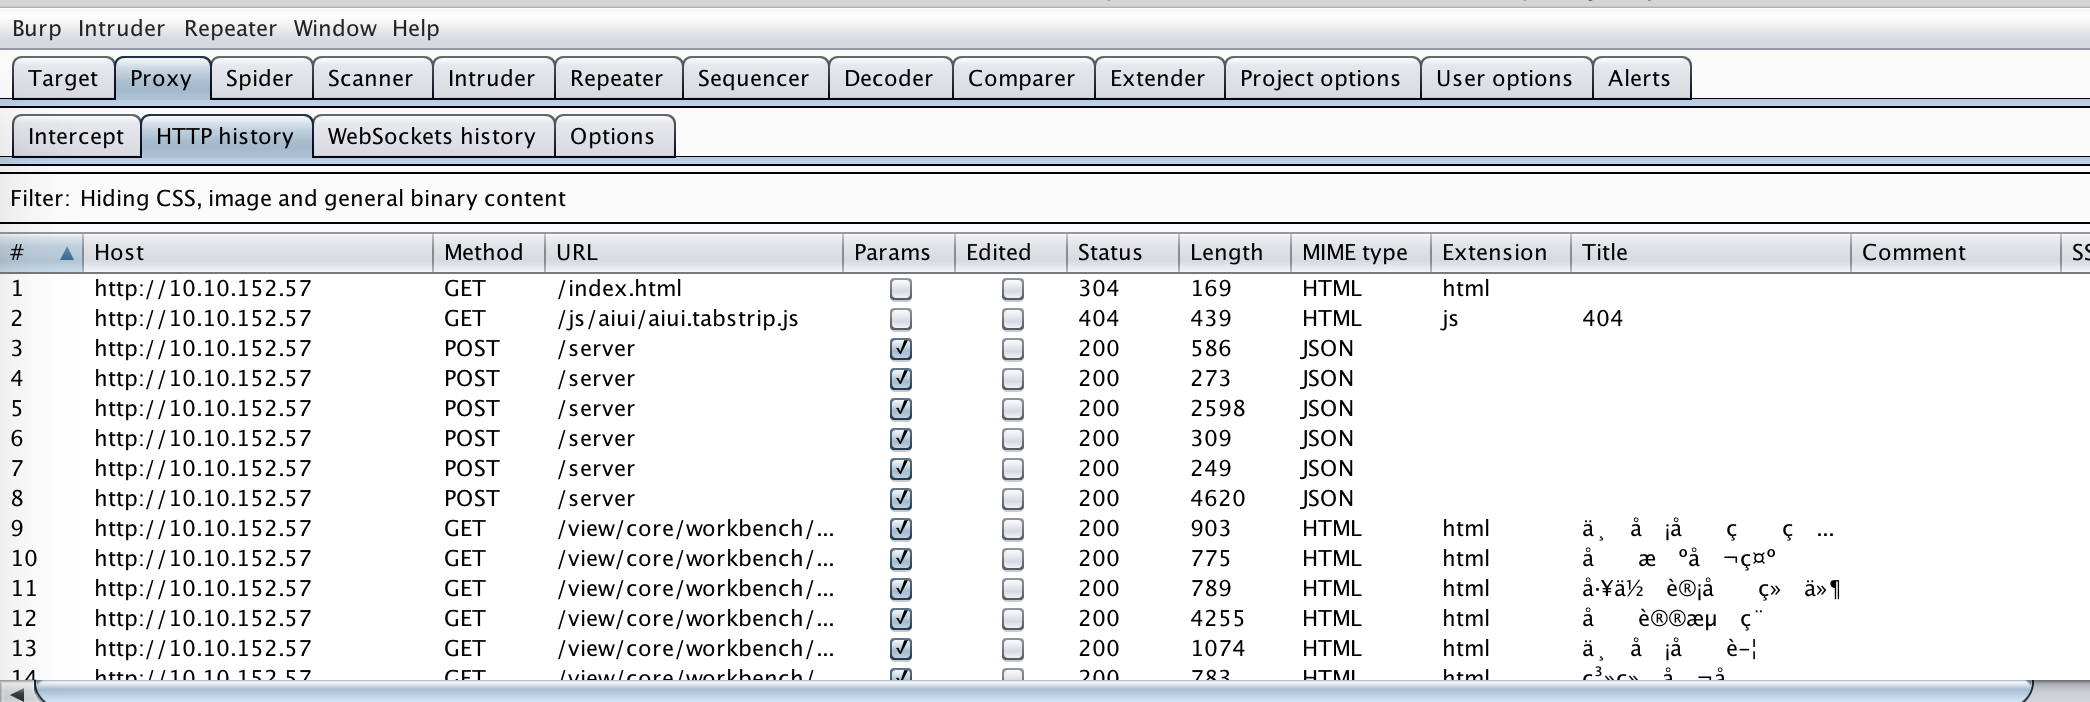 Burp Intruder Repeater Window Help
Target Proxy Spider Scanner Intruder Repeater Sequencer Decoder Comparer Extender Project options User options Alerts
Intercept HTTP history WebSockets history Options
Filter: Hiding CSS, image and general binary content
# Host Method URL Params Edited Status Length MIME type Extension Title Comment
1 http://10.10.152.57 GET /index.html 304 169 HTML html
2 http://10.10.152.57 GET /js/aiui/aiui.tabstrip.js 404 439 HTML js 404
3 http://10.10.152.57 POST /server 200 586 JSON
4 http://10.10.152.57 POST /server 200 273 JSON
5 http://10.10.152.57 POST /server 200 2598 JSON
6 http://10.10.152.57 POST /server 200 309 JSON
7 http://10.10.152.57 POST /server 200 249 JSON
8 http://10.10.152.57 POST /server 200 4620 JSON
9 http://10.10.152.57 GET /view/core/workbench/... 200 903 HTML html ä¸ å ¡å ç ç ...
10 http://10.10.152.57 GET /view/core/workbench/... 200 775 HTML html å æ ºå ¬ç¤º
11 http://10.10.152.57 GET /view/core/workbench/... 200 789 HTML html å·¥ä½ è®¡å ç» ä»¶
12 http://10.10.152.57 GET /view/core/workbench/... 200 4255 HTML html å è®®æµ ç¨
13 http://10.10.152.57 GET /view/core/workbench/... 200 1074 HTML html ä¸ å ¡å è­¦
14 http://10.10.152.57 GET /view/core/workbench/... 200 783 HTML html ç³»ç» å ¬å